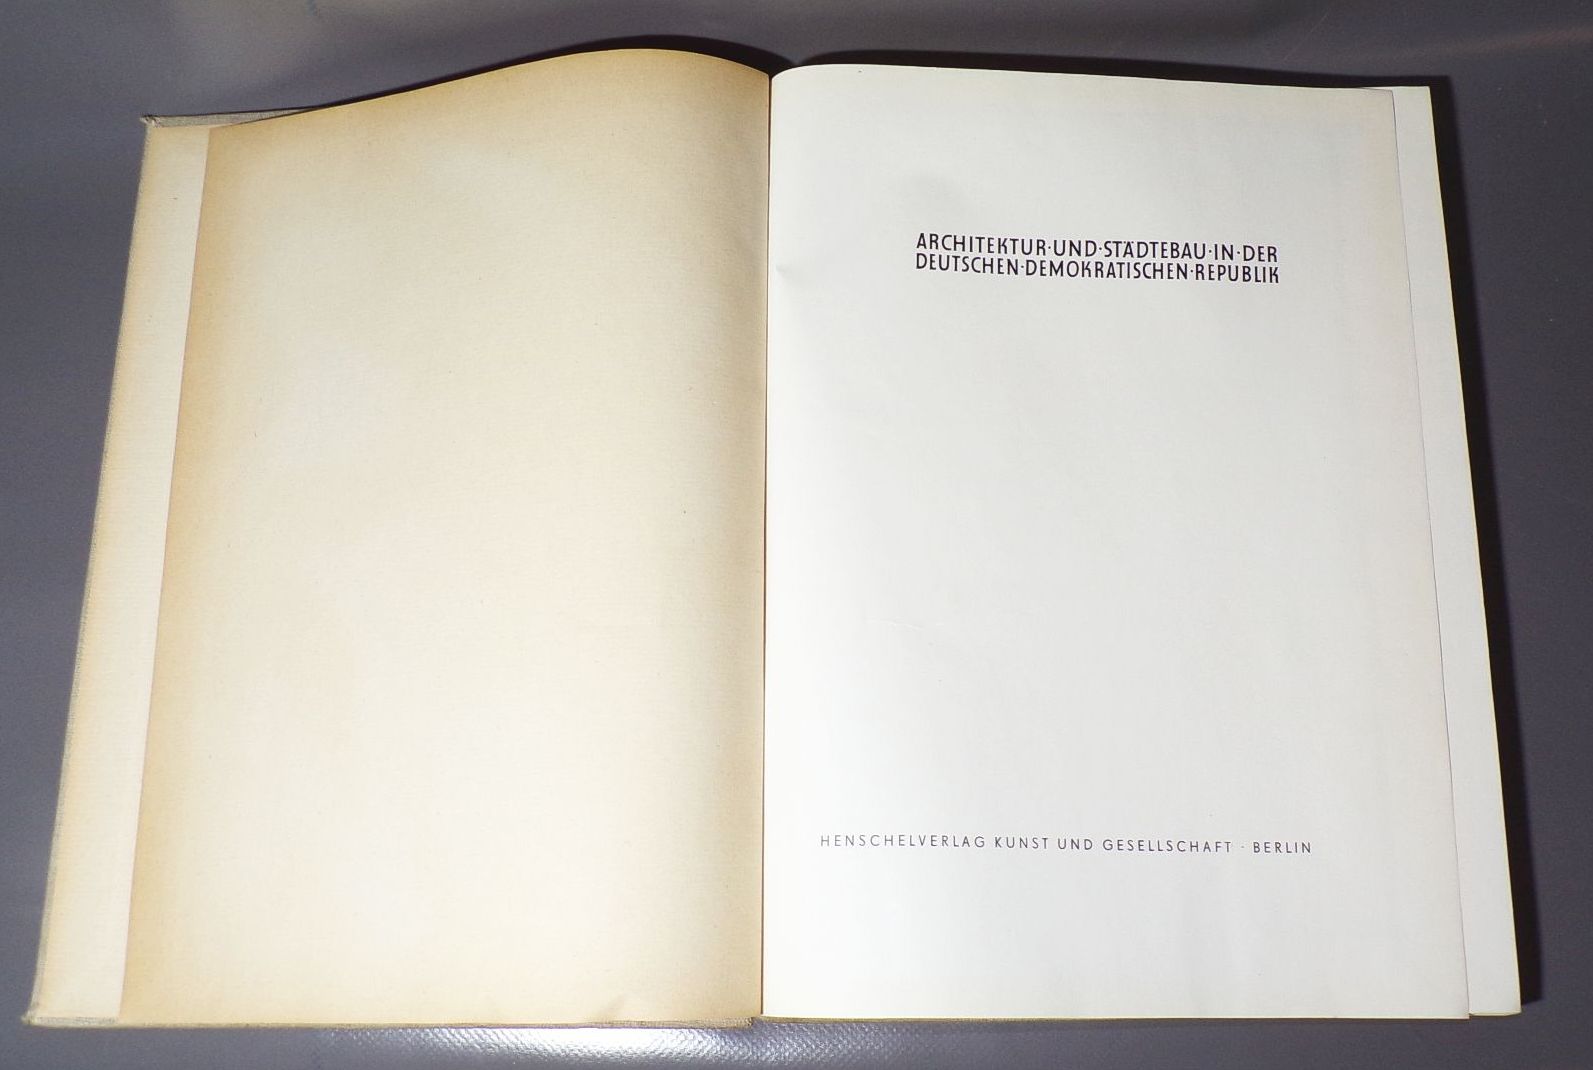 ARCHITEKTUR·UND·STÄDTEBAU·IN·DER
DEUTSCHEN·DEMOKRATISCHEN·REPUBLIK
HENSCHELVERLAG KUNST UND GESELLSCHAFT · BERLIN